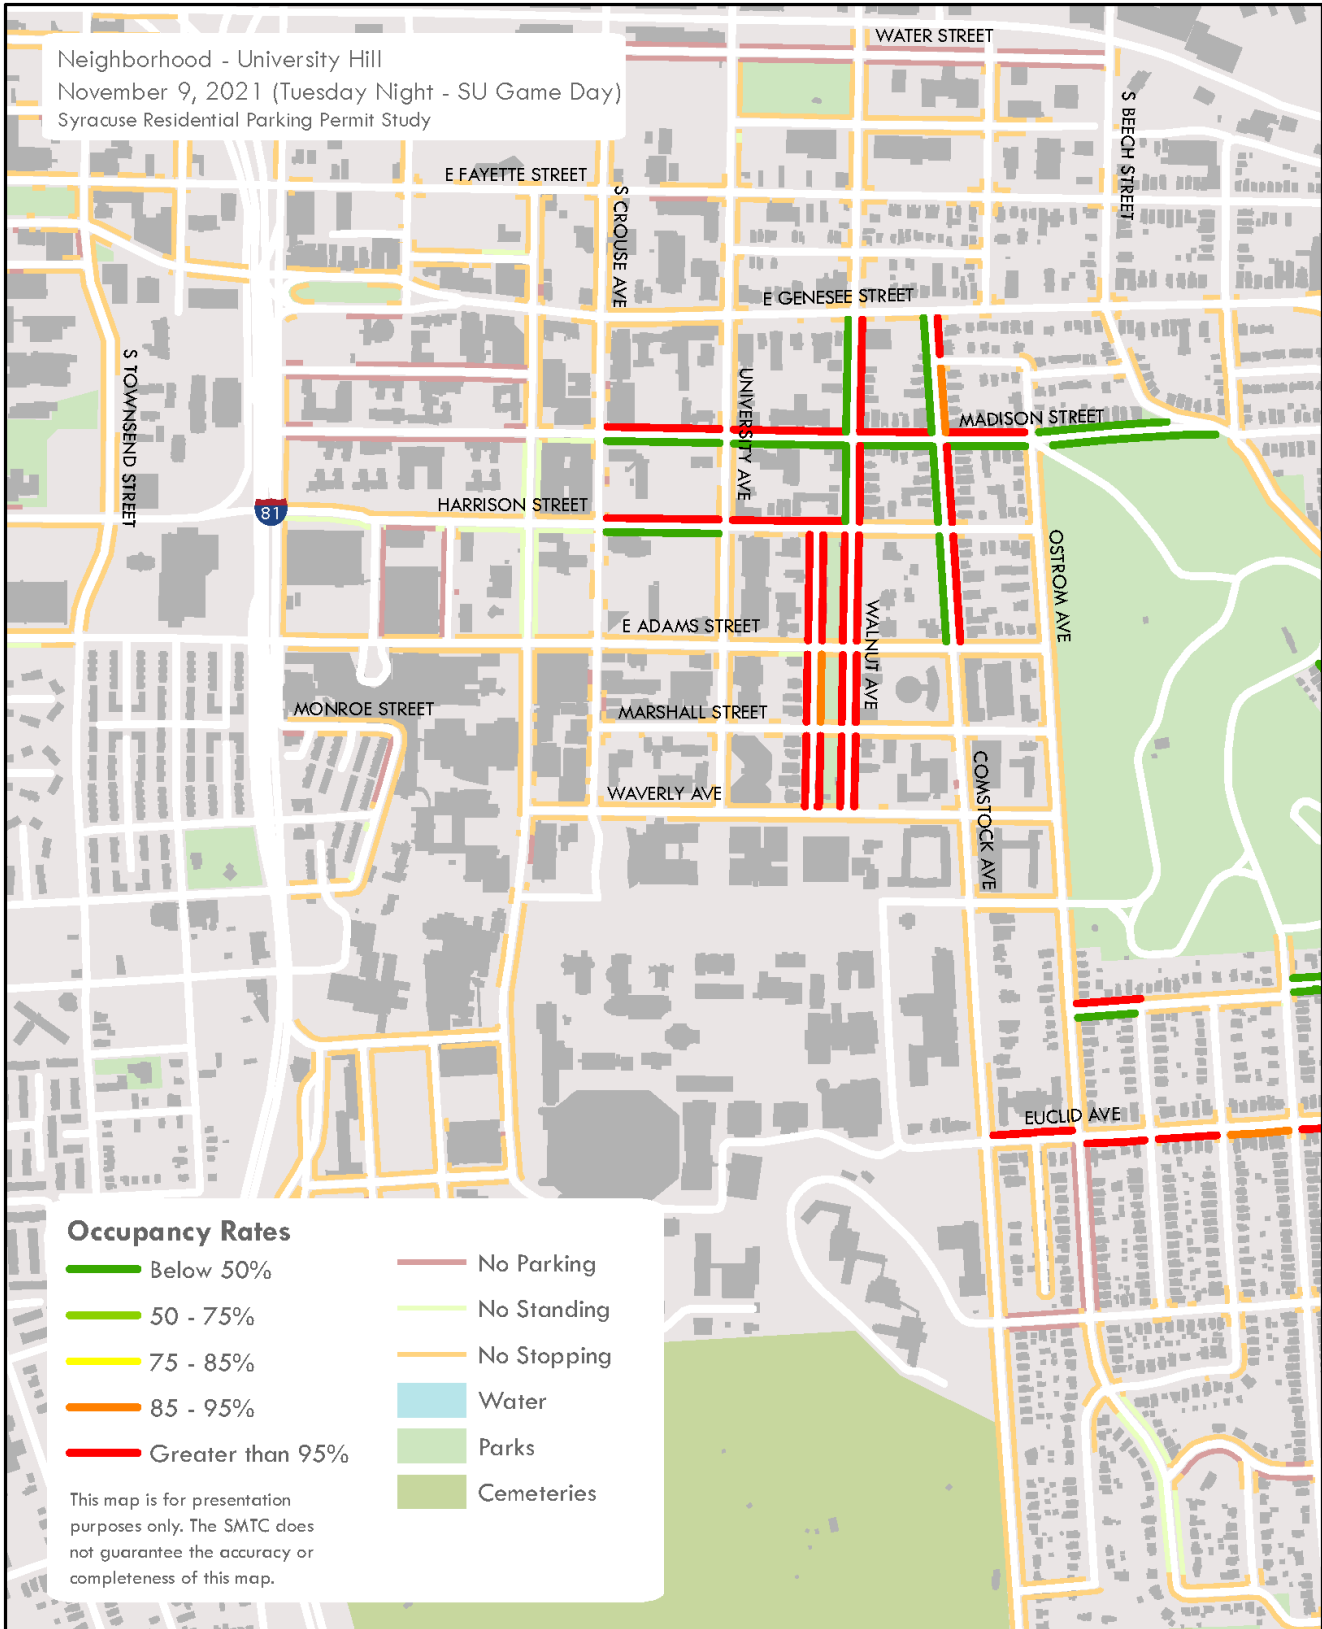 Neighborhood - University Hill
November 9, 2021 (Tuesday Night - SU Game Day)
Syracuse Residential Parking Permit Study
WATER STREET
S BEECH STREET
E FAYETTE STREET
S CROUSE AVE
E GENESEE STREET
S TOWNSEND STREET
UNIVERSITY AVE
MADISON STREET
HARRISON STREET
81
OSTROM AVE
E ADAMS STREET
WALNUT AVE
MONROE STREET
MARSHALL STREET
COMSTOCK AVE
WAVERLY AVE
EUCLID AVE
Occupancy Rates
Below 50%
50 - 75%
75 - 85%
85 - 95%
Greater than 95%
No Parking
No Standing
No Stopping
Water
Parks
Cemeteries
This map is for presentation
purposes only. The SMTC does
not guarantee the accuracy or
completeness of this map.